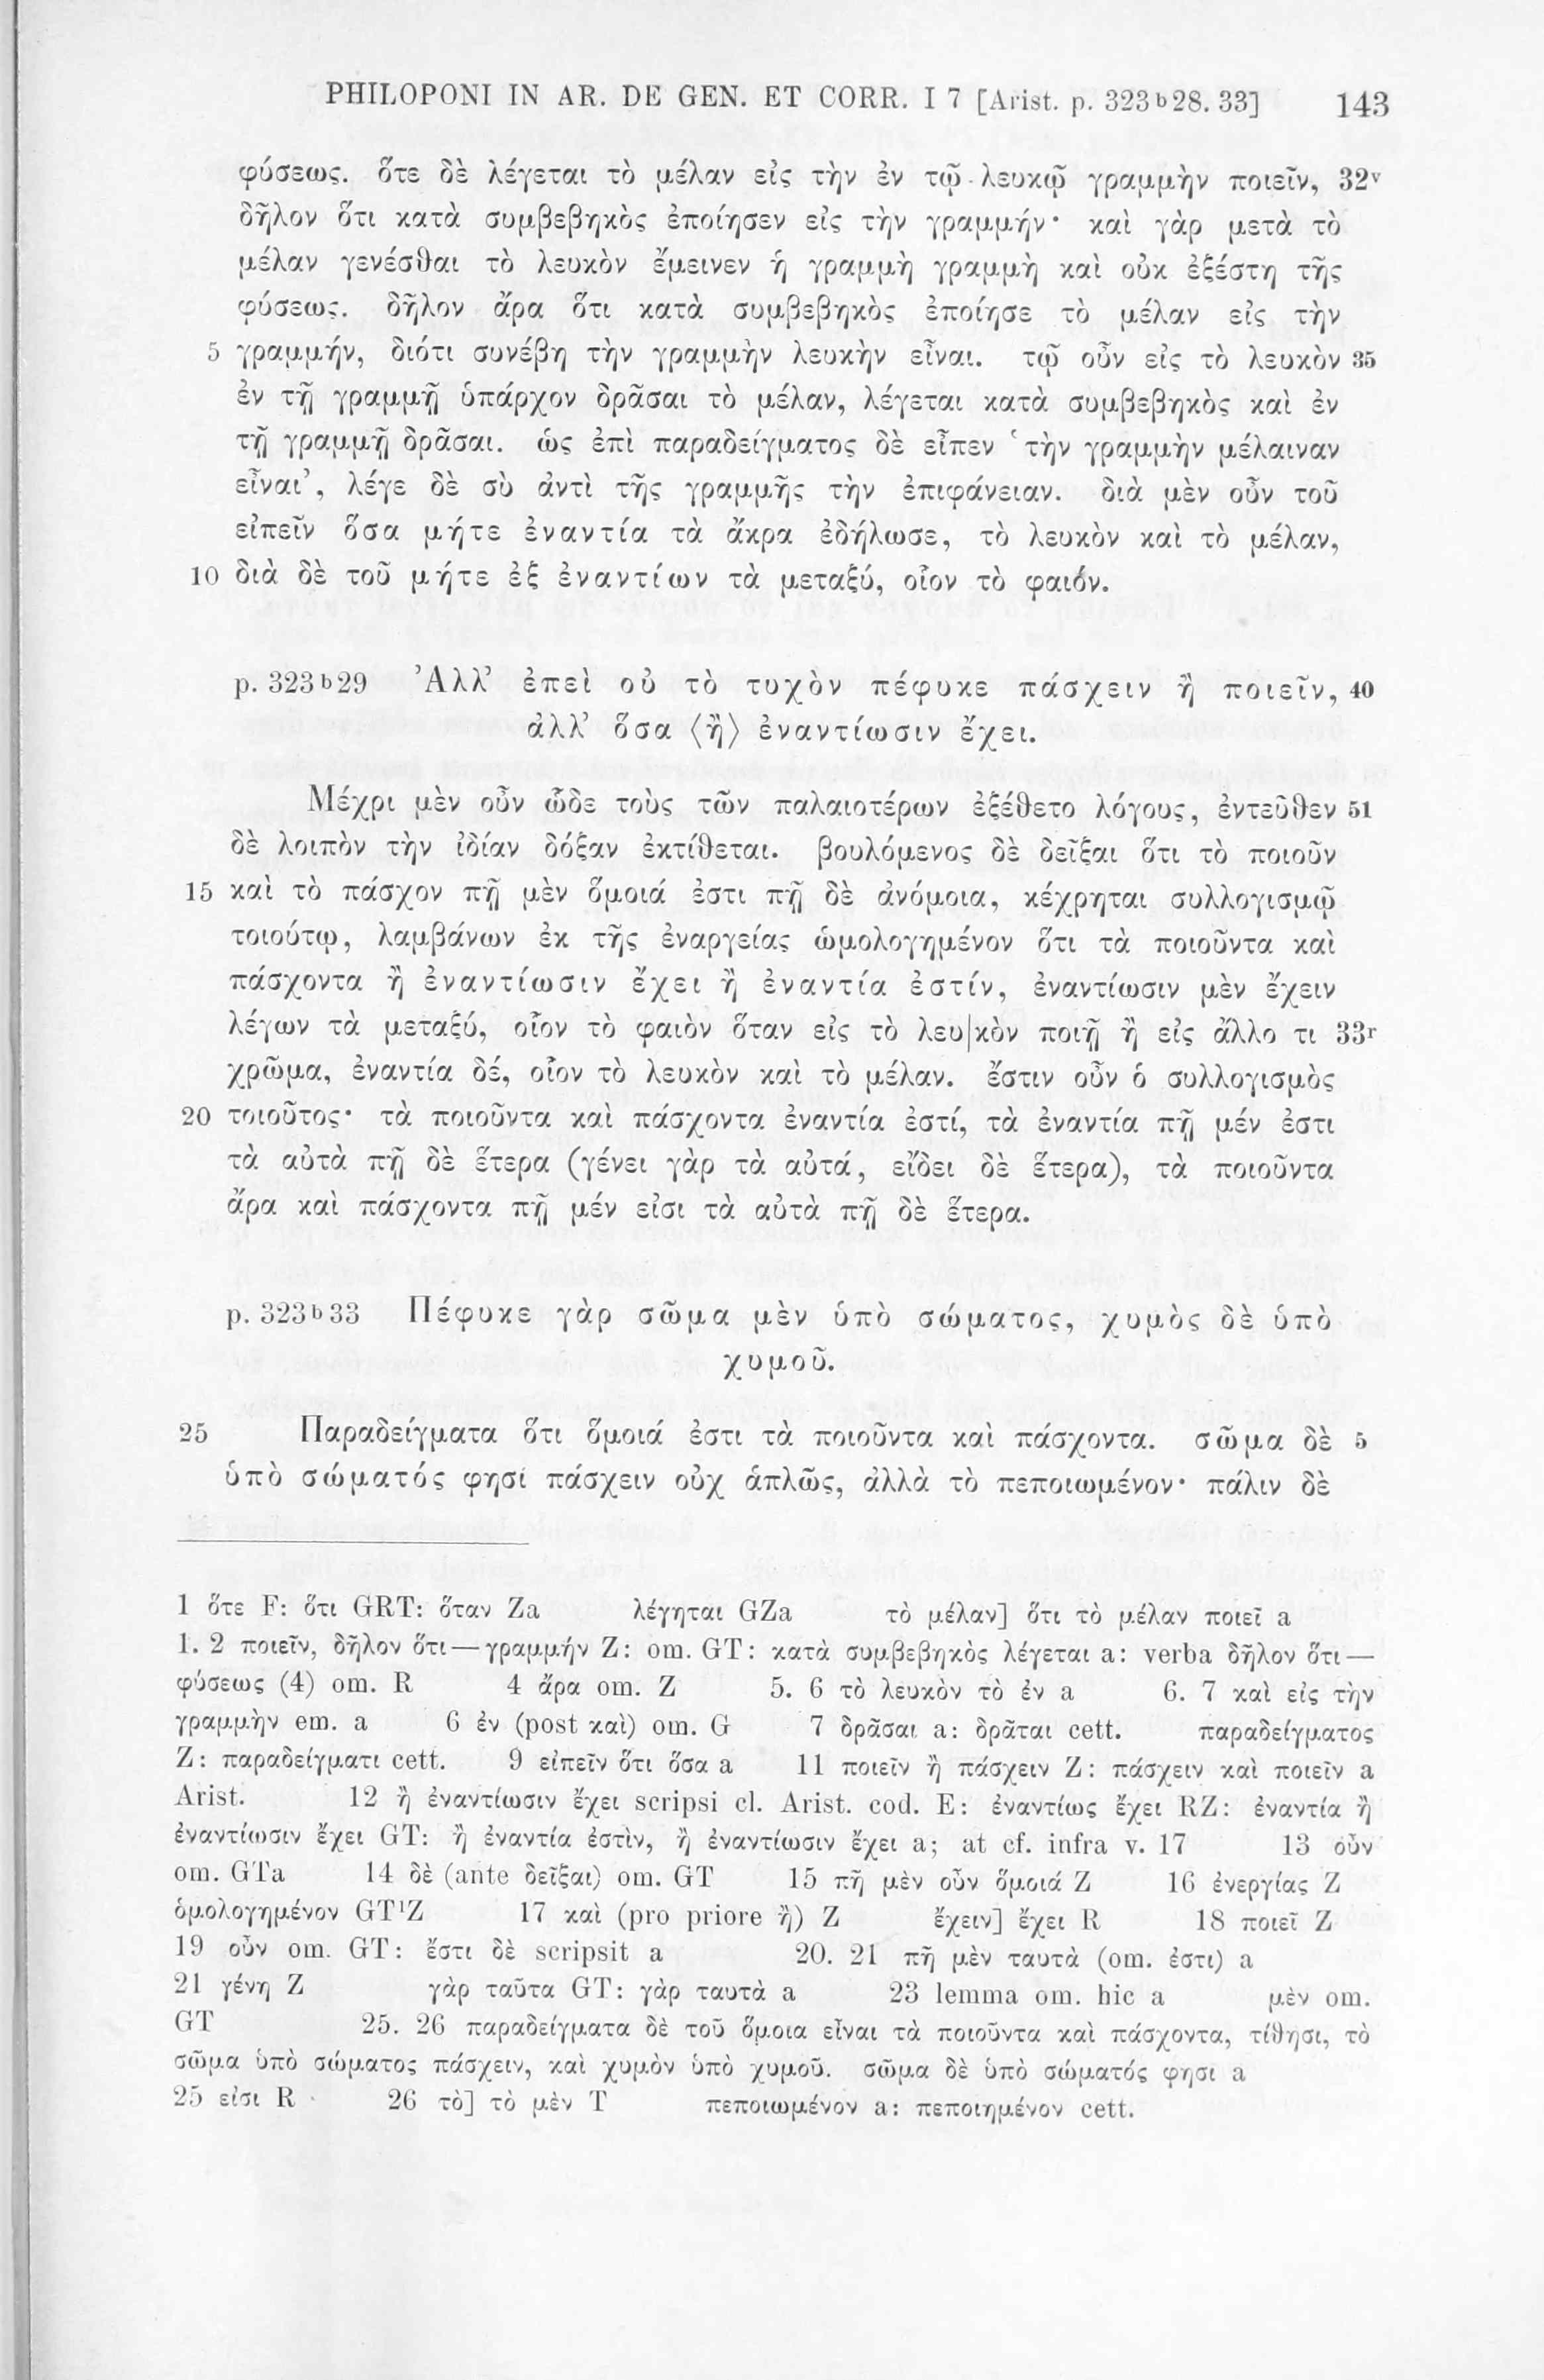 PHILOPONI IN AR. DE GEN. ET CORR. I 7 [Arist. p. 323ᵇ28. 33] 143
φύσεως. ὅτε δὲ λέγεται τὸ μέλαν εἰς τὴν ἐν τῷ λευκῷ γραμμὴν ποιεῖν, 32ᵛ
δῆλον ὅτι κατὰ συμβεβηκὸς ἐποίησεν εἰς τὴν γραμμήν· καὶ γὰρ μετὰ τὸ
μέλαν γενέσθαι τὸ λευκὸν ἔμεινεν ἡ γραμμὴ γραμμὴ καὶ οὐκ ἐξέστη τῆς
φύσεως. δῆλον ἄρα ὅτι κατὰ συμβεβηκὸς ἐποίησε τὸ μέλαν εἰς τὴν
5 γραμμήν, διότι συνέβη τὴν γραμμὴν λευκὴν εἶναι. τῷ οὖν εἰς τὸ λευκὸν 35
ἐν τῇ γραμμῇ ὑπάρχον δρᾶσαι τὸ μέλαν, λέγεται κατὰ συμβεβηκὸς καὶ ἐν
τῇ γραμμῇ δρᾶσαι. ὡς ἐπὶ παραδείγματος δὲ εἶπεν ‘τὴν γραμμὴν μέλαιναν
εἶναι’, λέγε δὲ σὺ ἀντὶ τῆς γραμμῆς τὴν ἐπιφάνειαν. διὰ μὲν οὖν τοῦ
εἰπεῖν ὅσα μήτε ἐναντία τὰ ἄκρα ἐδήλωσε, τὸ λευκὸν καὶ τὸ μέλαν,
10 διὰ δὲ τοῦ μήτε ἐξ ἐναντίων τὰ μεταξύ, οἷον τὸ φαιόν.
p. 323ᵇ29 Ἀλλ’ ἐπεὶ οὐ τὸ τυχὸν πέφυκε πάσχειν ἢ ποιεῖν, 40
ἀλλ’ ὅσα ⟨ἢ⟩ ἐναντίωσιν ἔχει.
Μέχρι μὲν οὖν ὧδε τοὺς τῶν παλαιοτέρων ἐξέθετο λόγους, ἐντεῦθεν 51
δὲ λοιπὸν τὴν ἰδίαν δόξαν ἐκτίθεται. βουλόμενος δὲ δεῖξαι ὅτι τὸ ποιοῦν
15 καὶ τὸ πάσχον πῇ μὲν ὅμοιά ἐστι πῇ δὲ ἀνόμοια, κέχρηται συλλογισμῷ
τοιούτῳ, λαμβάνων ἐκ τῆς ἐναργείας ὡμολογημένον ὅτι τὰ ποιοῦντα καὶ
πάσχοντα ἢ ἐναντίωσιν ἔχει ἢ ἐναντία ἐστίν, ἐναντίωσιν μὲν ἔχειν
λέγων τὰ μεταξύ, οἷον τὸ φαιὸν ὅταν εἰς τὸ λευ|κὸν ποιῇ ἢ εἰς ἄλλο τι 33ʳ
χρῶμα, ἐναντία δέ, οἷον τὸ λευκὸν καὶ τὸ μέλαν. ἔστιν οὖν ὁ συλλογισμὸς
20 τοιοῦτος· τὰ ποιοῦντα καὶ πάσχοντα ἐναντία ἐστί, τὰ ἐναντία πῇ μέν ἐστι
τὰ αὐτὰ πῇ δὲ ἕτερα (γένει γὰρ τὰ αὐτά, εἴδει δὲ ἕτερα), τὰ ποιοῦντα
ἄρα καὶ πάσχοντα πῇ μέν εἰσι τὰ αὐτὰ πῇ δὲ ἕτερα.
p. 323ᵇ33 Πέφυκε γὰρ σῶμα μὲν ὑπὸ σώματος, χυμὸς δὲ ὑπὸ
χυμοῦ.
25 Παραδείγματα ὅτι ὅμοιά ἐστι τὰ ποιοῦντα καὶ πάσχοντα. σῶμα δὲ 5
ὑπὸ σώματός φησί πάσχειν οὐχ ἁπλῶς, ἀλλὰ τὸ πεποιωμένον· πάλιν δὲ
1 ὅτε F: ὅτι GRT: ὅταν Za λέγηται GZa τὸ μέλαν] ὅτι τὸ μέλαν ποιεῖ a
1. 2 ποιεῖν, δῆλον ὅτι—γραμμήν Z: om. GT: κατὰ συμβεβηκὸς λέγεται a: verba δῆλον ὅτι—
φύσεως (4) om. R 4 ἄρα om. Z 5. 6 τὸ λευκὸν τὸ ἐν a 6. 7 καὶ εἰς τὴν
γραμμὴν em. a 6 ἐν (post καὶ) om. G 7 δρᾶσαι a: δρᾶται cett. παραδείγματος
Z: παραδείγματι cett. 9 εἰπεῖν ὅτι ὅσα a 11 ποιεῖν ἢ πάσχειν Z: πάσχειν καὶ ποιεῖν a
Arist. 12 ἢ ἐναντίωσιν ἔχει scripsi cl. Arist. cod. E: ἐναντίως ἔχει RZ: ἐναντία ἢ
ἐναντίωσιν ἔχει GT: ἢ ἐναντία ἐστὶν, ἢ ἐναντίωσιν ἔχει a; at cf. infra v. 17 13 οὖν
om. GTa 14 δὲ (ante δεῖξαι) om. GT 15 πῆ μὲν οὖν ὅμοιά Z 16 ἐνεργίας Z
ὁμολογημένον GT¹Z 17 καὶ (pro priore ἢ) Z ἔχειν] ἔχει R 18 ποιεῖ Z
19 οὖν om. GT: ἔστι δὲ scripsit a 20. 21 πῆ μὲν ταυτὰ (om. ἐστι) a
21 γένη Z γὰρ ταῦτα GT: γὰρ ταυτὰ a 23 lemma om. hic a μὲν om.
GT 25. 26 παραδείγματα δὲ τοῦ ὅμοια εἶναι τὰ ποιοῦντα καὶ πάσχοντα, τίθησι, τὸ
σῶμα ὑπὸ σώματος πάσχειν, καὶ χυμὸν ὑπὸ χυμοῦ. σῶμα δὲ ὑπὸ σώματός φησι a
25 εἰσι R 26 τὸ] τὸ μὲν T πεποιωμένον a: πεποιημένον cett.